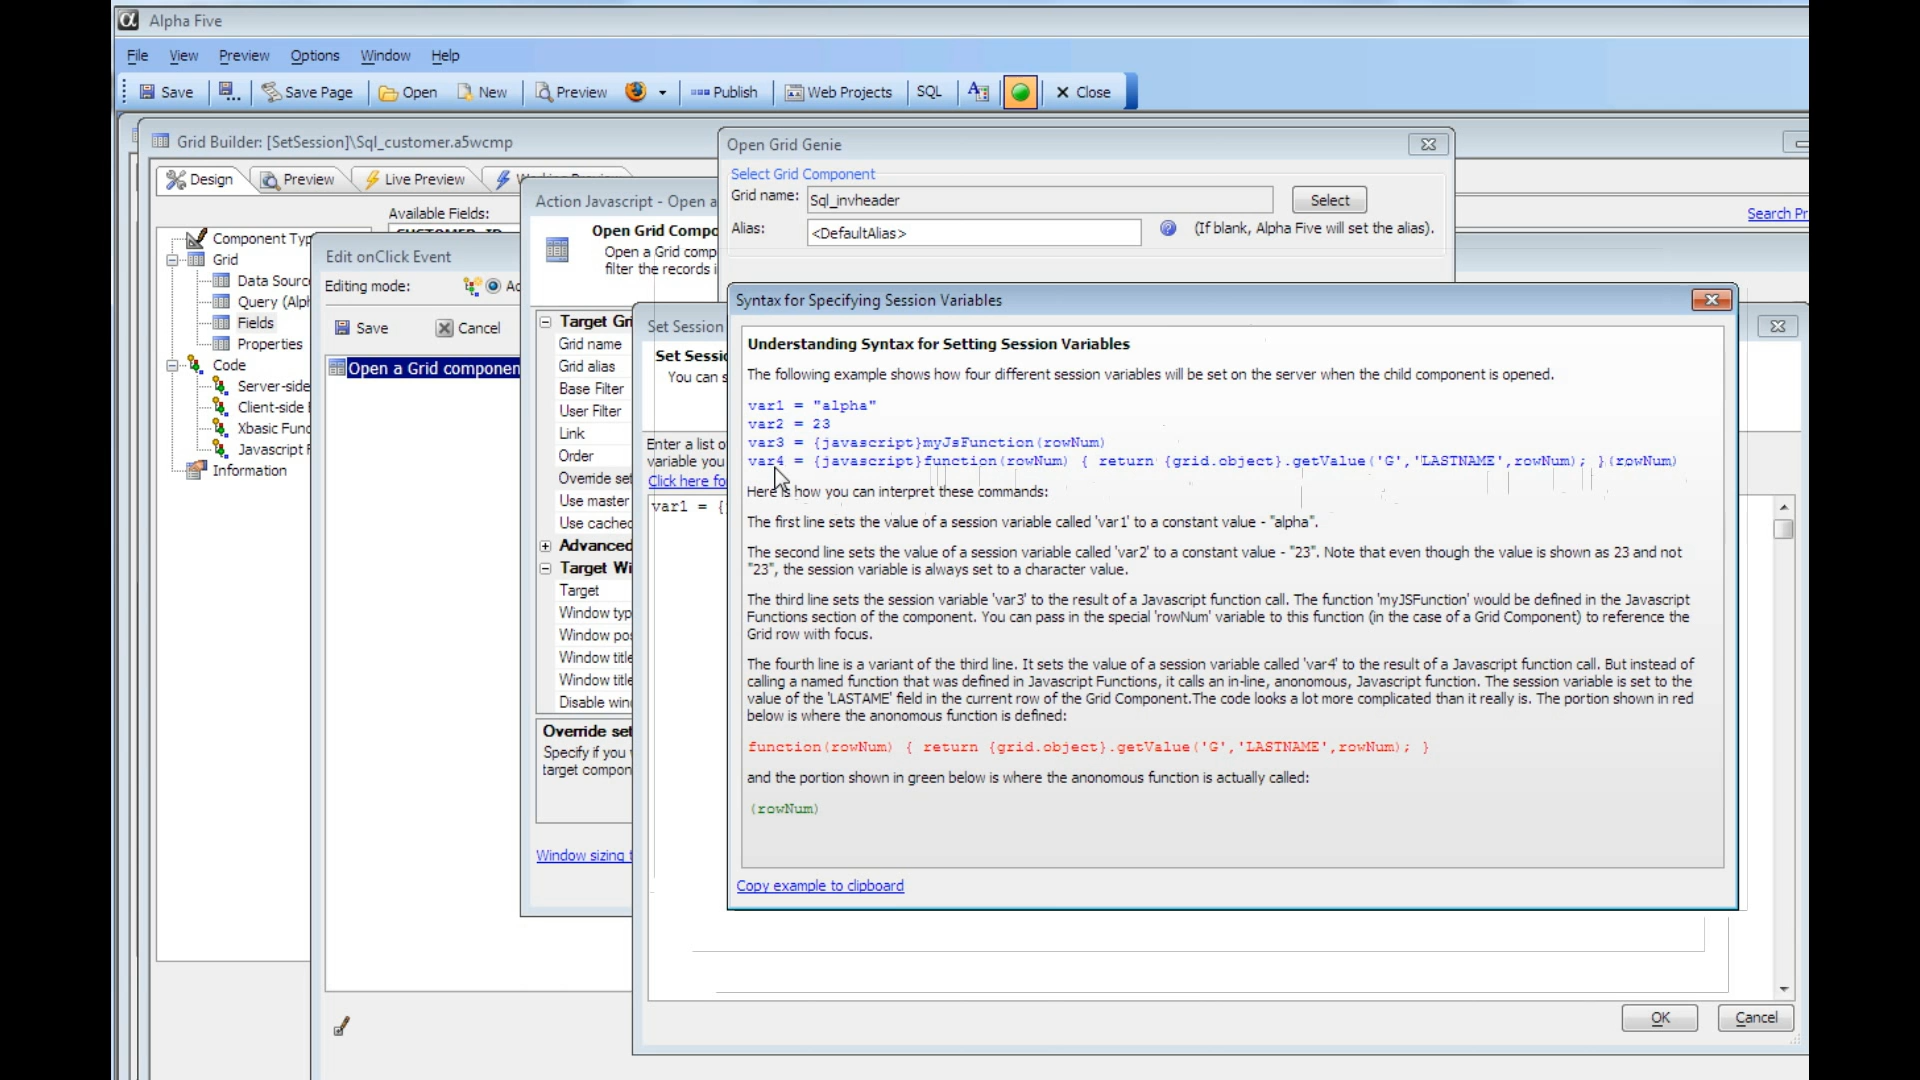 Alpha Five
File View Preview Options Window Help
Save Save Page Open New Preview Publish Web Projects SQL Close
Grid Builder: [SetSession]\Sql_customer.a5wcmp
Design Preview Live Preview
Available Fields:
Search Pr
Component Typ
Grid
Data Sourc
Query (Alp
Fields
Properties
Code
Server-side
Client-side
Xbasic Func
Javascript F
Information
Edit onClick Event
Editing mode: Ac
Save Cancel
Open a Grid componen
Action Javascript - Open a
Open Grid Compo
Open a Grid comp
filter the records i
Target Gri
Grid name
Grid alias
Base Filter
User Filter
Link
Order
Override set
Use master
Use cached
Advanced
Target Wi
Target
Window typ
Window pos
Window title
Window title
Disable wind
Override set
Specify if you
target compon
Window sizing t
Open Grid Genie
Select Grid Component
Grid name: Sql_invheader Select
Alias: <DefaultAlias> (If blank, Alpha Five will set the alias).
Set Session
Set Sessio
You can s
Enter a list o
variable you
Click here fo
var1 = {
Syntax for Specifying Session Variables
Understanding Syntax for Setting Session Variables
The following example shows how four different session variables will be set on the server when the child component is opened.
var1 = "alpha"
var2 = 23
var3 = {javascript}myJsFunction(rowNum)
var4 = {javascript}function(rowNum) { return {grid.object}.getValue('G','LASTNAME',rowNum); }(rowNum)
Here is how you can interpret these commands:
The first line sets the value of a session variable called 'var1' to a constant value - "alpha".
The second line sets the value of a session variable called 'var2' to a constant value - "23". Note that even though the value is shown as 23 and not
"23", the session variable is always set to a character value.
The third line sets the session variable 'var3' to the result of a Javascript function call. The function 'myJSFunction' would be defined in the Javascript
Functions section of the component. You can pass in the special 'rowNum' variable to this function (in the case of a Grid Component) to reference the
Grid row with focus.
The fourth line is a variant of the third line. It sets the value of a session variable called 'var4' to the result of a Javascript function call. But instead of
calling a named function that was defined in Javascript Functions, it calls an in-line, anonymous, Javascript function. The session variable is set to the
value of the 'LASTAME' field in the current row of the Grid Component.The code looks a lot more complicated than it really is. The portion shown in red
below is where the anonomous function is defined:
function(rowNum) { return {grid.object}.getValue('G','LASTNAME',rowNum); }
and the portion shown in green below is where the anonomous function is actually called:
(rowNum)
Copy example to clipboard
OK Cancel